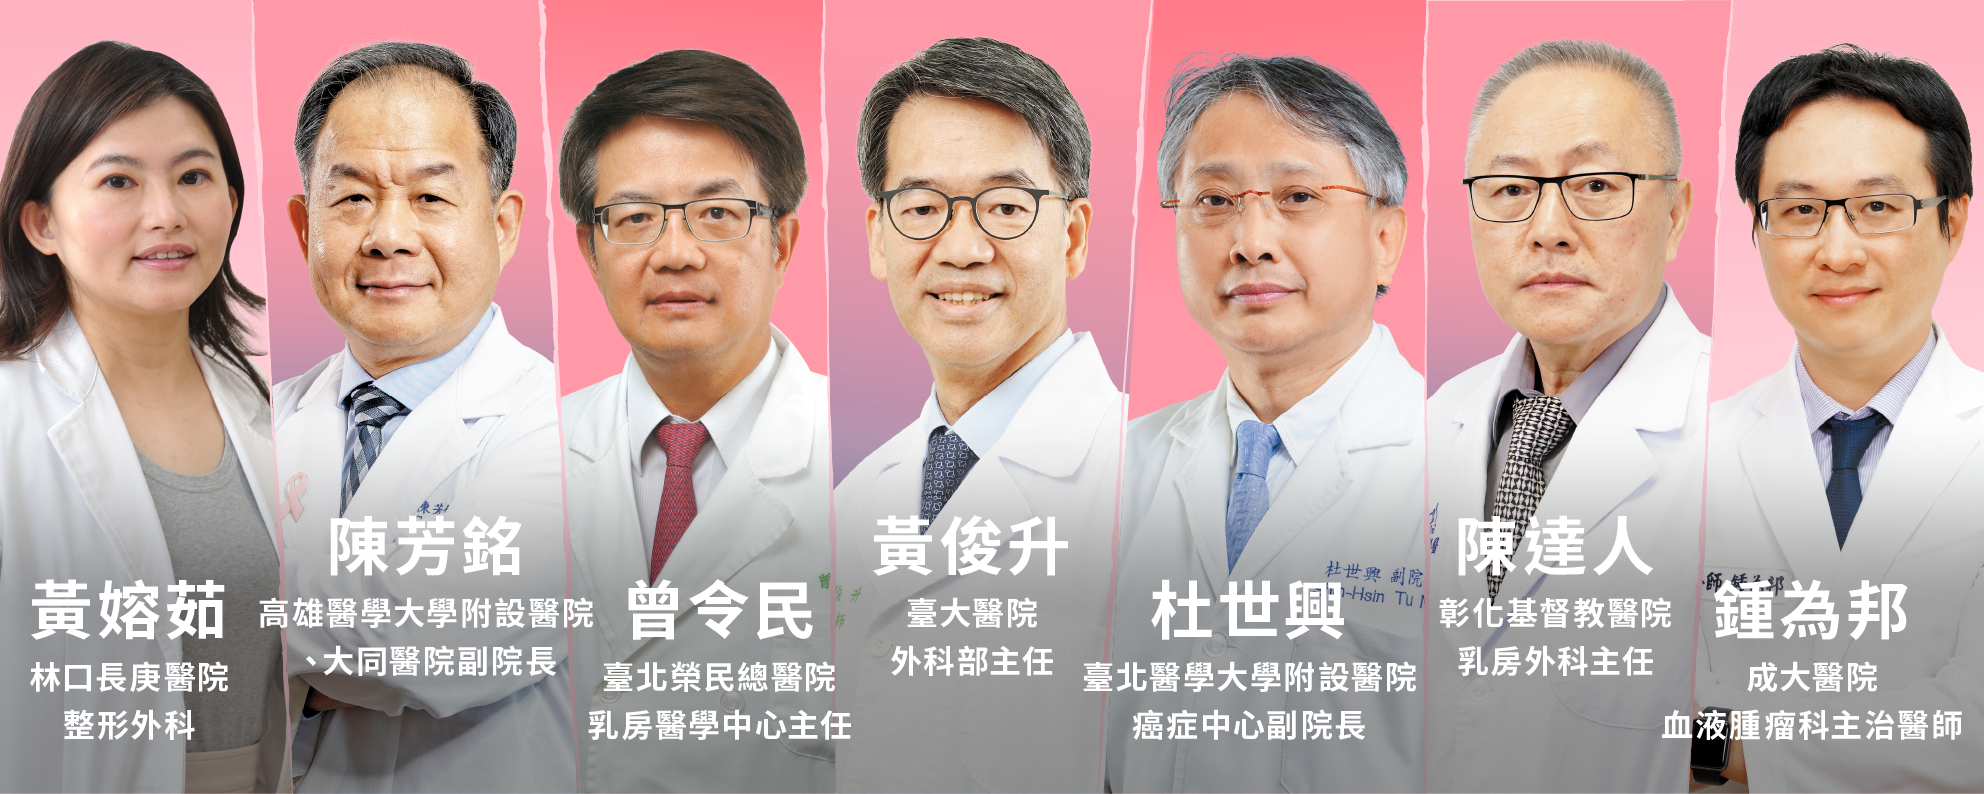 黃嫆茹
林口長庚醫院
整形外科
陳芳銘
高雄醫學大學附設醫院
、大同醫院副院長
曾令民
臺北榮民總醫院
乳房醫學中心主任
黃俊升
臺大醫院
外科部主任
杜世興 副院
Tu
杜世興
臺北醫學大學附設醫院
癌症中心副院長
陳達人
彰化基督教醫院
乳房外科主任
鍾為邦
成大醫院
血液腫瘤科主治醫師